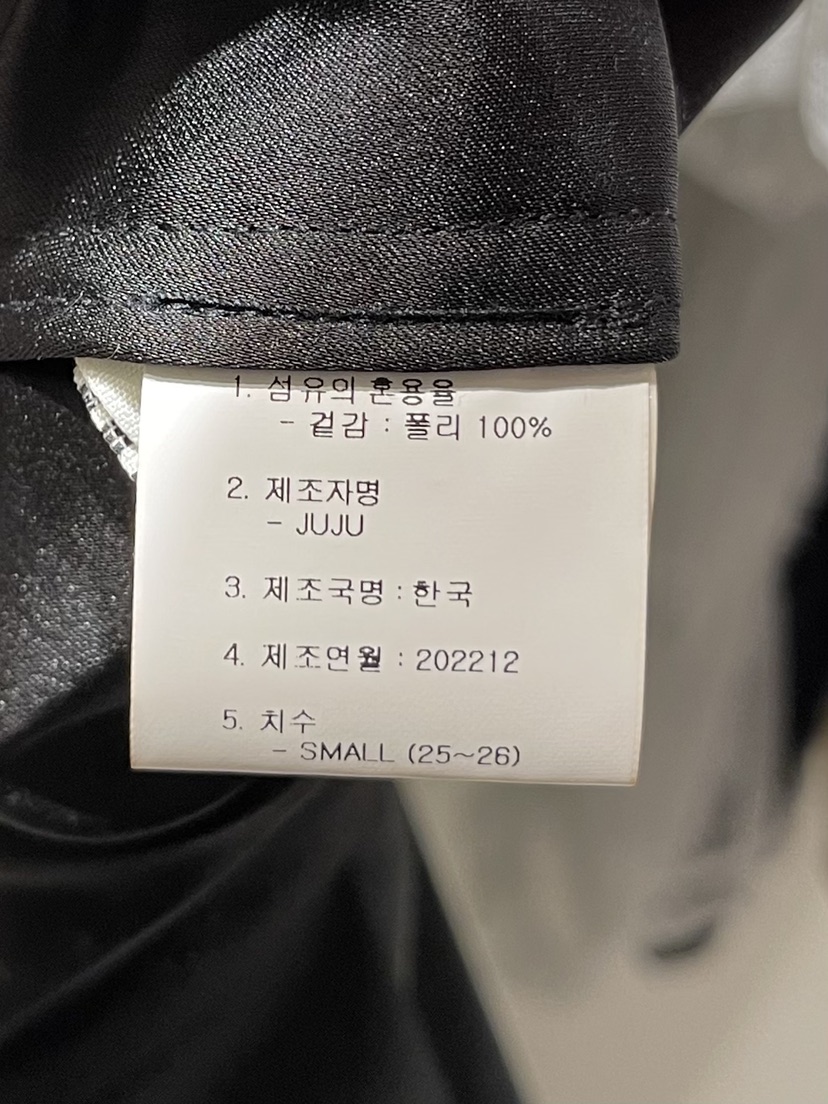 1. 섬유의 혼용율
- 겉감 : 폴리 100%
2. 제조자명
- JUJU
3. 제조국명 : 한국
4. 제조연월 : 202212
5. 치수
- SMALL (25~26)